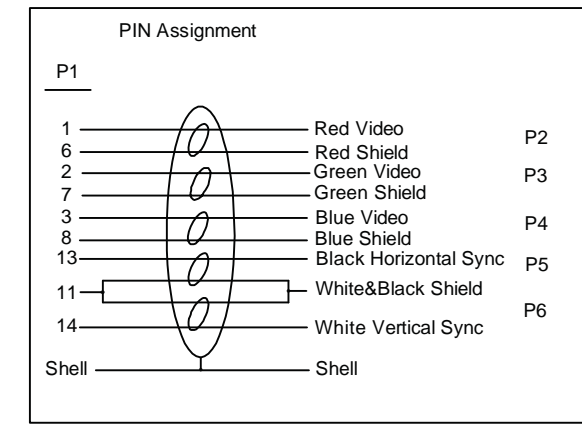 PIN Assignment
P1
1 Red Video P2
6 Red Shield
2 Green Video P3
7 Green Shield
3 Blue Video P4
8 Blue Shield
13 Black Horizontal Sync P5
11 White&Black Shield
P6
14 White Vertical Sync
Shell Shell